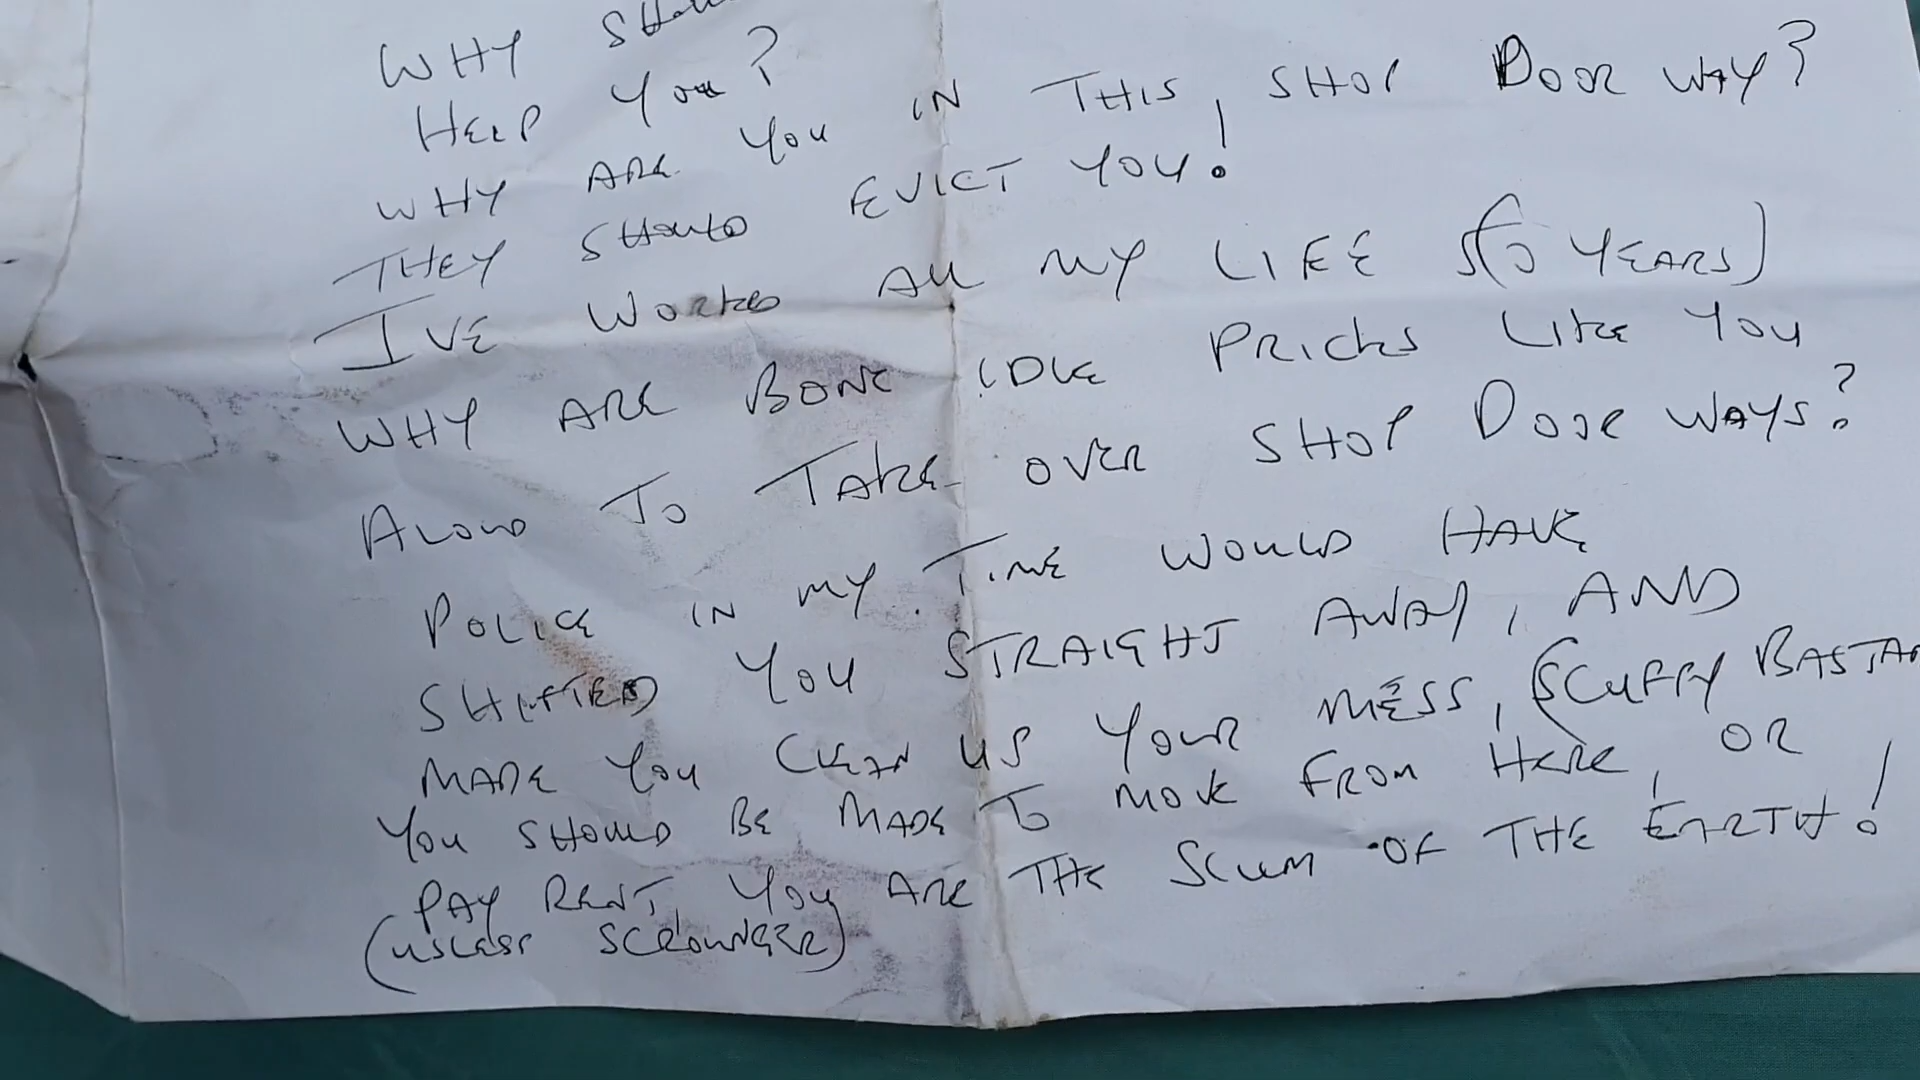 WHY
HELP YOU?
WHY ARE YOU IN THIS, SHOP DOOR WAY?
THEY SHOULD EVICT YOU!
IVE WORKED ALL MY LIFE (50 YEARS)
WHY ARE BONE IDLE PRICKS LIKE YOU
ALOUD TO TAKE OVER SHOP DOOR WAYS?
POLICE IN MY TIME WOULD HAVE
SHIFTED YOU STRAIGHT AWAY, AND
MADE YOU CLEAN UP YOUR MESS, (SCUFFY
YOU SHOULD BE MADE TO MOVE FROM HERE, OR
PAY RENT, YOU ARE THE SCUM OF THE EARTH!
(USLESS SCROUNGER)